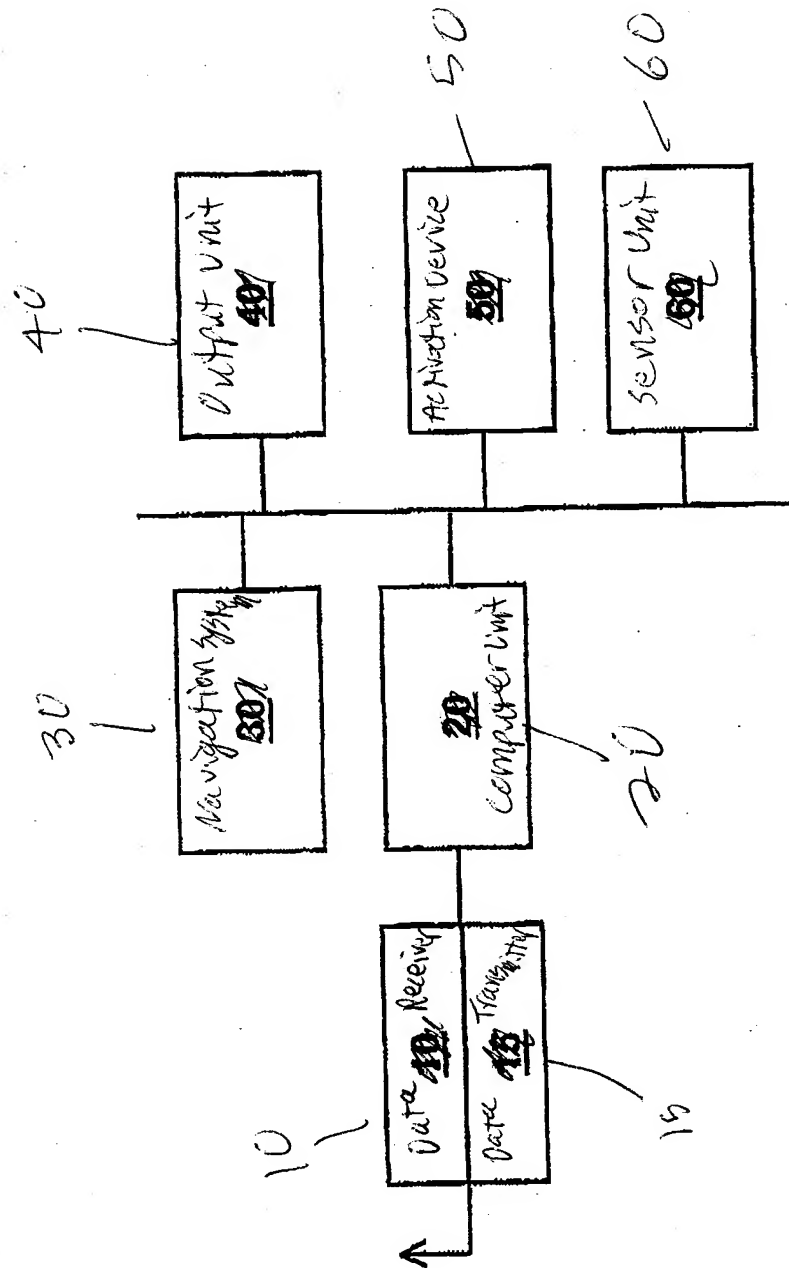 40
50
60
Output Unit
40
Activation Device
50
Sensor Unit
60
30
Navigation System
30
20
Computer Unit
20
10
Data Receiver
10
Data Transmitter
15
15